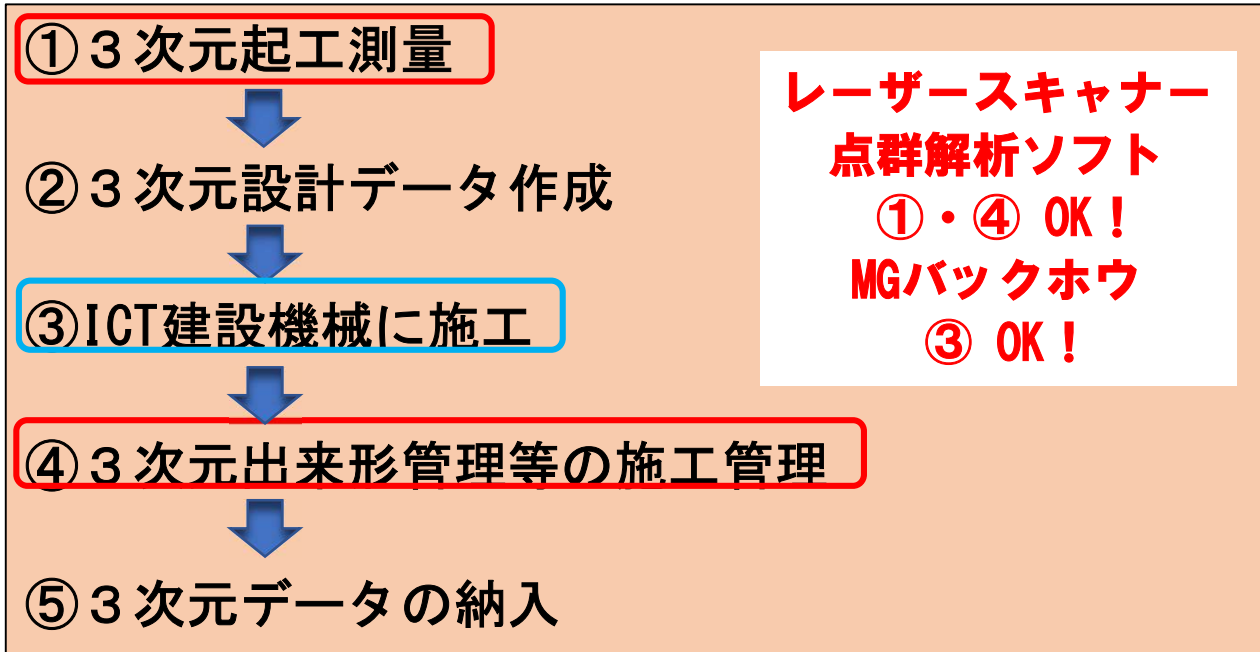 ①３次元起工測量
②３次元設計データ作成
③ICT建設機械に施工
④３次元出来形管理等の施工管理
⑤３次元データの納入
レーザースキャナー
点群解析ソフト
①・④ OK！
MGバックホウ
③ OK！